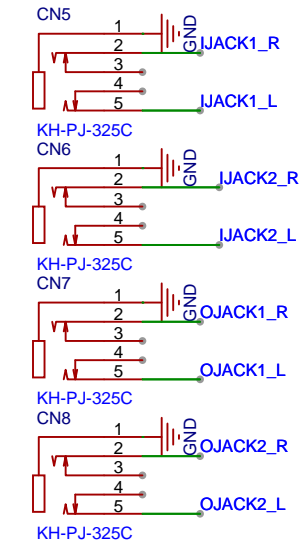 CN5
1
GND
2
IJACK1_R
3
4
5
IJACK1_L
KH-PJ-325C
CN6
1
GND
2
IJACK2_R
3
4
5
IJACK2_L
KH-PJ-325C
CN7
1
GND
2
OJACK1_R
3
4
5
OJACK1_L
KH-PJ-325C
CN8
1
GND
2
OJACK2_R
3
4
5
OJACK2_L
KH-PJ-325C